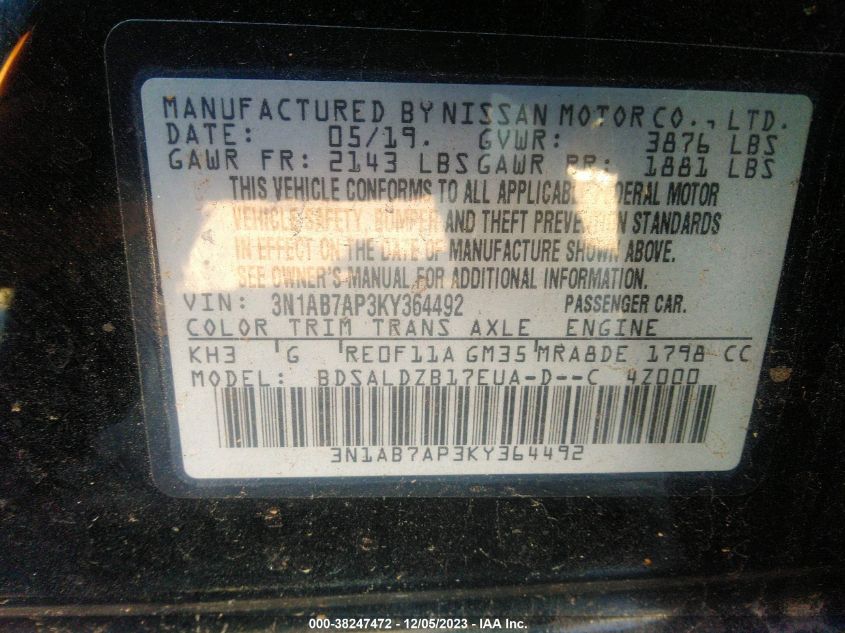 MANUFACTURED BY NISSAN MOTOR CO., LTD.
DATE: 05/19. GVWR: 3876 LBS
GAWR FR: 2143 LBS GAWR RR: 1881 LBS
THIS VEHICLE CONFORMS TO ALL APPLICABLE FEDERAL MOTOR
VEHICLE SAFETY, BUMPER AND THEFT PREVENTION STANDARDS
IN EFFECT ON THE DATE OF MANUFACTURE SHOWN ABOVE.
SEE OWNER'S MANUAL FOR ADDITIONAL INFORMATION.
VIN: 3N1AB7AP3KY364492 PASSENGER CAR.
COLOR TRIM TRANS AXLE ENGINE
KH3 G RE0F11A GM35 MRA8DE 1798 CC
MODEL: BDSALDZB17EUA-D--C 4Z000
3N1AB7AP3KY364492
000-38247472 - 12/05/2023 - IAA Inc.